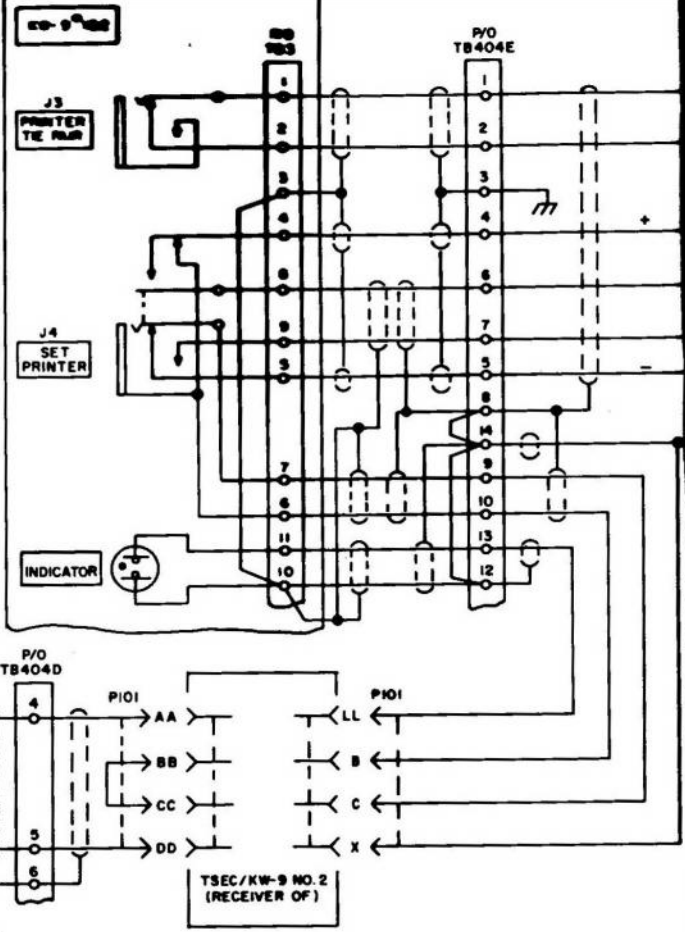 P/O
TB404E
J3
PRINTER
TIE PAIR
1
2
3
4
8
9
5
7
6
11
10
1
2
3
4
6
7
5
8
14
9
10
13
12
+
−
J4
SET
PRINTER
INDICATOR
P/O
TB404D
4
5
6
P101
AA
BB
CC
DD
LL
B
C
X
P101
TSEC/KW-9 NO.2
(RECEIVER OF)